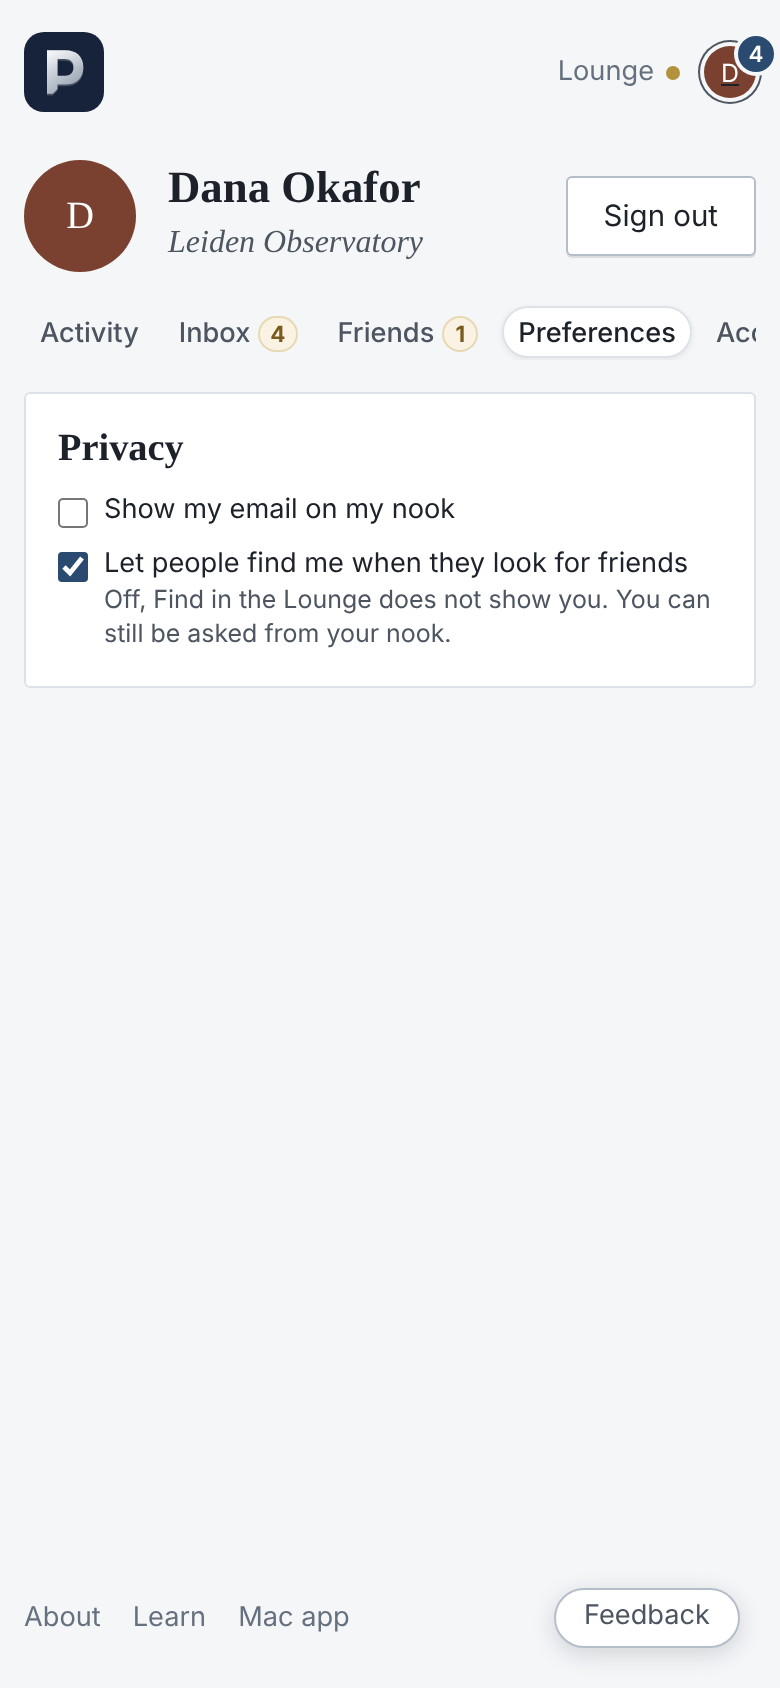 P
Lounge
D
4
D
Dana Okafor
Leiden Observatory
Sign out
Activity Inbox 4 Friends 1 Preferences Acc
Privacy
Show my email on my nook
Let people find me when they look for friends
Off, Find in the Lounge does not show you. You can
still be asked from your nook.
About Learn Mac app Feedback